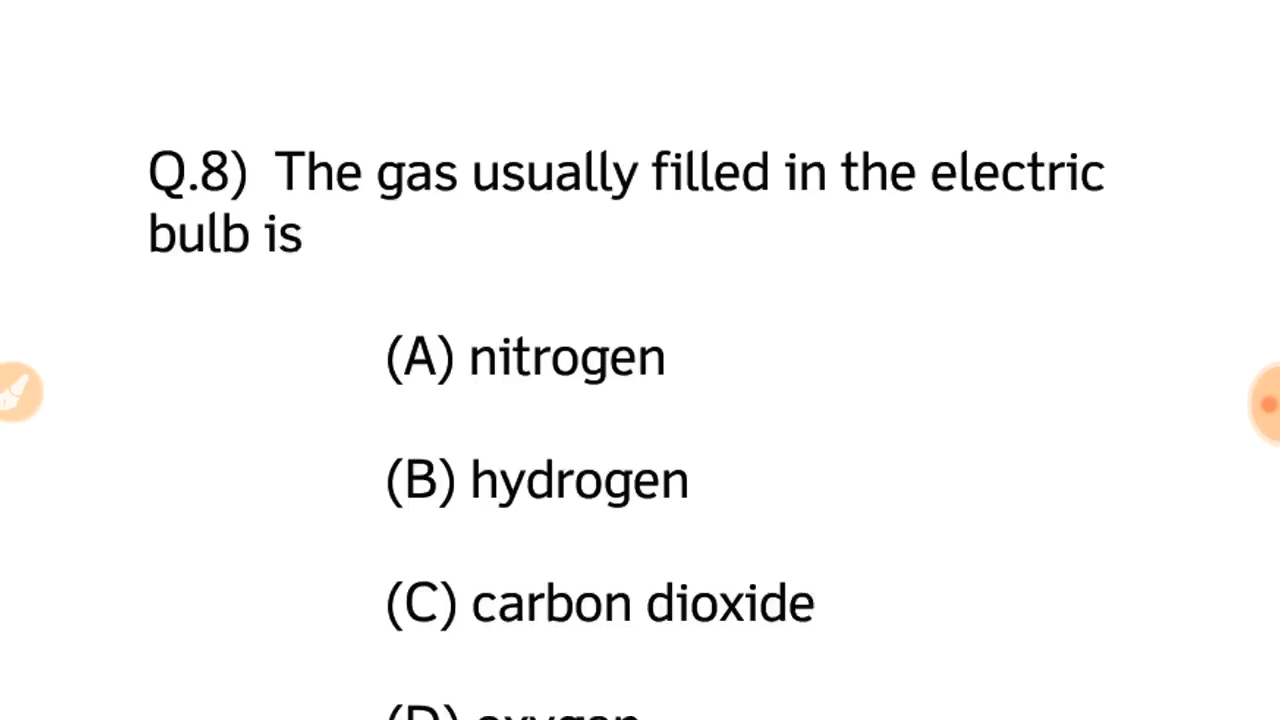 Q.8) The gas usually filled in the electric
bulb is
(A) nitrogen
(B) hydrogen
(C) carbon dioxide
(D) oxygen